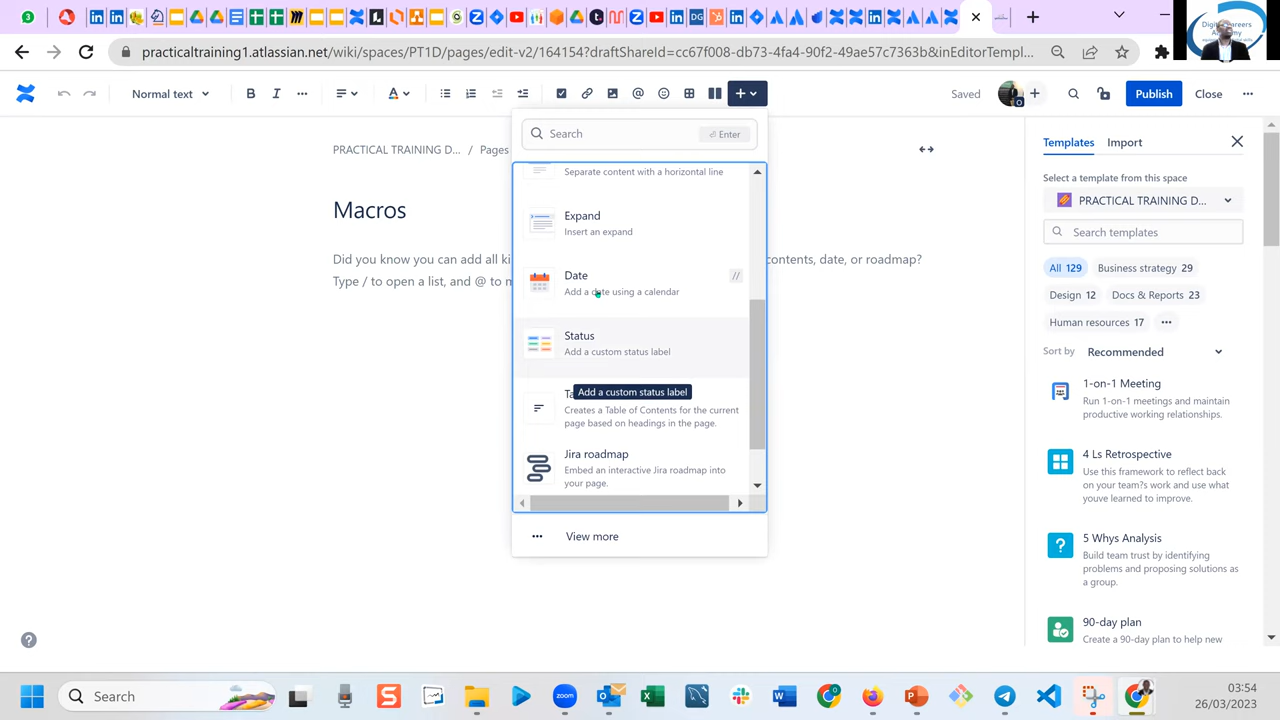 3
practicaltraining1.atlassian.net/wiki/spaces/PT1D/pages/edit-v2/164154?draftShareId=cc67f008-db73-4fa4-90f2-49ae57c7363b&inEditorTempl...
Normal text
B
I
A
Saved
Publish
Close
Search
Enter
PRACTICAL TRAINING D... / Pages
Templates
Import
Separate content with a horizontal line
Select a template from this space
PRACTICAL TRAINING D...
Macros
Expand
Insert an expand
Search templates
Did you know you can add all ki
contents, date, or roadmap?
Type / to open a list, and @ to m
Date
//
Add a date using a calendar
All 129
Business strategy 29
Design 12
Docs & Reports 23
Human resources 17
Status
Add a custom status label
Sort by
Recommended
Add a custom status label
Creates a Table of Contents for the current
page based on headings in the page.
Jira roadmap
Embed an interactive Jira roadmap into
your page.
View more
1-on-1 Meeting
Run 1-on-1 meetings and maintain
productive working relationships.
4 Ls Retrospective
Use this framework to reflect back
on your team?s work and use what
youve learned to improve.
5 Whys Analysis
Build team trust by identifying
problems and proposing solutions as
a group.
90-day plan
Create a 90-day plan to help new
Search
zoom
03:54
26/03/2023